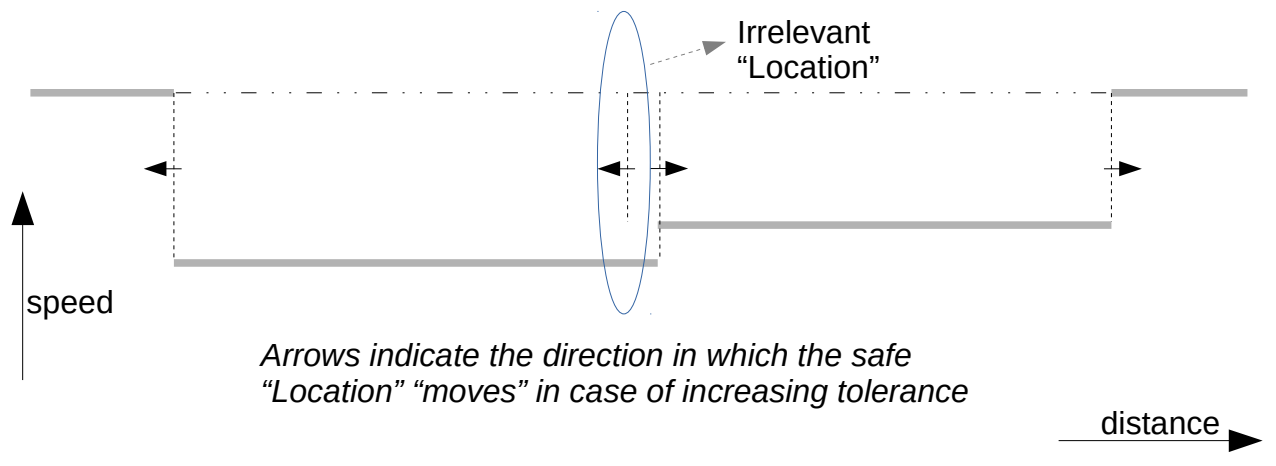 Irrelevant
“Location”
speed
Arrows indicate the direction in which the safe
“Location” “moves” in case of increasing tolerance
distance